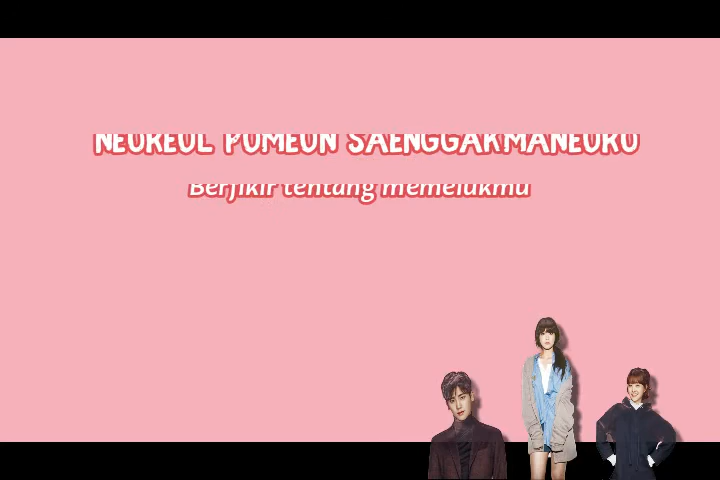 NEOREUL POMEUN SAENGGAKMANEURO
Berfikir tentang memelukmu